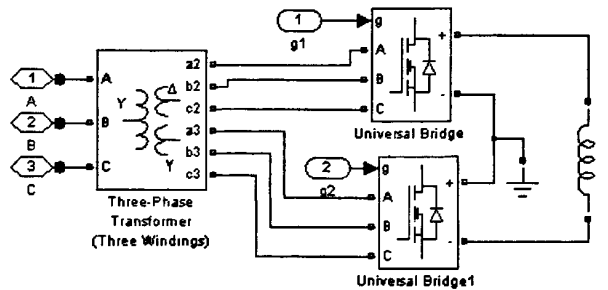 1
A
2
B
3
C
A
B
C
Y
Δ
Y
a2
b2
c2
a3
b3
c3
Three-Phase
Transformer
(Three Windings)
1
g1
g
A
B
C
+
-
Universal Bridge
2
g2
g
A
B
C
+
-
Universal Bridge1